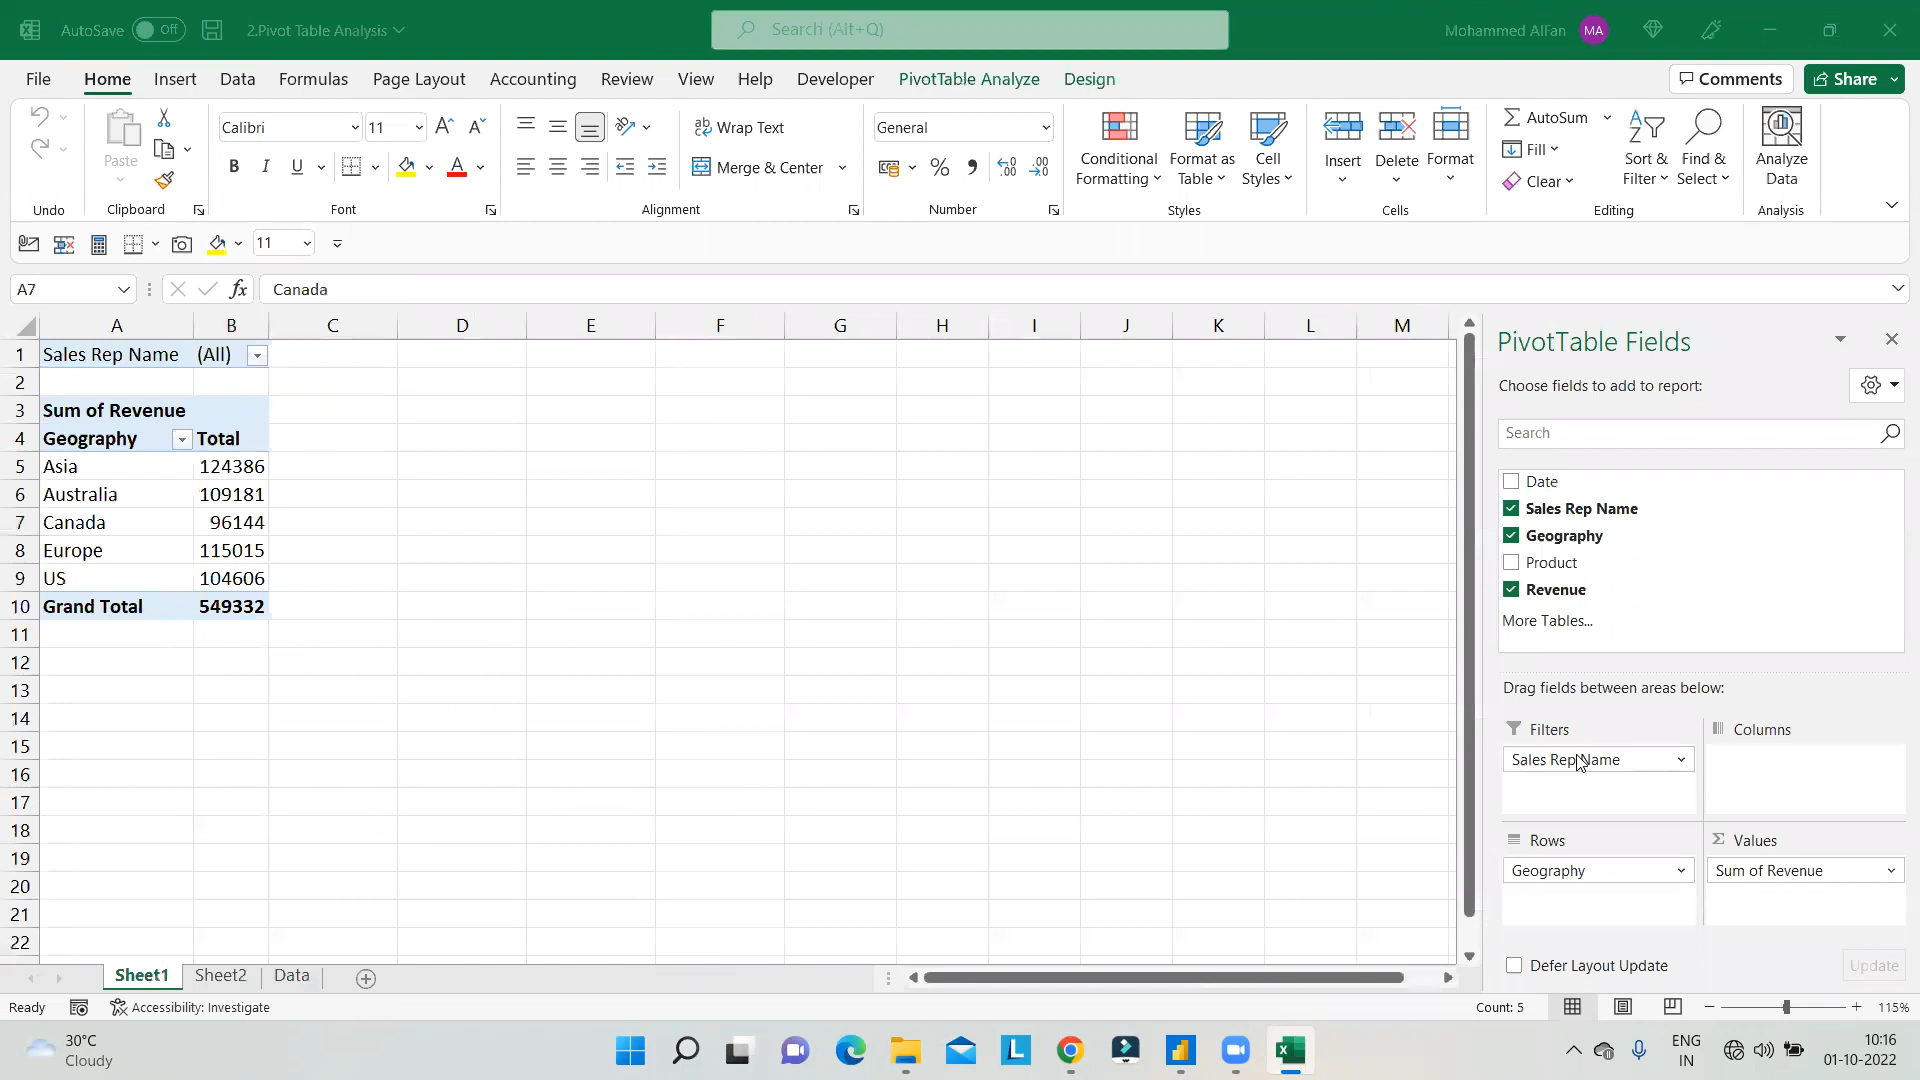 AutoSave Off 2.Pivot Table Analysis Search (Alt+Q) Mohammed AlFan MA
File Home Insert Data Formulas Page Layout Accounting Review View Help Developer PivotTable Analyze Design Comments Share
Paste
Calibri 11
B I U
ab Wrap Text
Merge & Center
General
Conditional Formatting
Format as Table
Cell Styles
Insert
Delete
Format
AutoSum
Fill
Clear
Sort & Filter
Find & Select
Analyze Data
Undo Clipboard Font Alignment Number Styles Cells Editing Analysis
11
A7 fx Canada
A B C D E F G H I J K L M
1 Sales Rep Name (All)
2
3 Sum of Revenue
4 Geography Total
5 Asia 124386
6 Australia 109181
7 Canada 96144
8 Europe 115015
9 US 104606
10 Grand Total 549332
11
12
13
14
15
16
17
18
19
20
21
22
PivotTable Fields
Choose fields to add to report:
Search
Date
Sales Rep Name
Geography
Product
Revenue
More Tables...
Drag fields between areas below:
Filters
Sales Rep Name
Columns
Rows
Geography
Values
Sum of Revenue
Defer Layout Update Update
Sheet1 Sheet2 Data
Ready Accessibility: Investigate Count: 5 115%
30°C
Cloudy
ENG
IN
10:16
01-10-2022